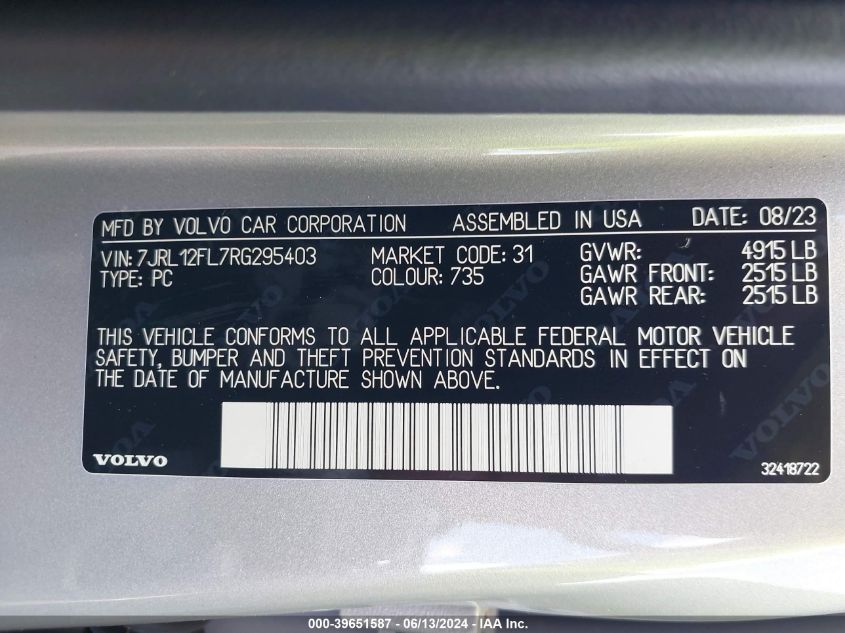 MFD BY VOLVO CAR CORPORATION ASSEMBLED IN USA DATE: 08/23
VIN: 7JRL12FL7RG295403 MARKET CODE: 31 GVWR: 4915 LB
TYPE: PC COLOUR: 735 GAWR FRONT: 2515 LB
GAWR REAR: 2515 LB
THIS VEHICLE CONFORMS TO ALL APPLICABLE FEDERAL MOTOR VEHICLE
SAFETY, BUMPER AND THEFT PREVENTION STANDARDS IN EFFECT ON
THE DATE OF MANUFACTURE SHOWN ABOVE.
VOLVO 32418722
000-39651587 - 06/13/2024 - IAA Inc.